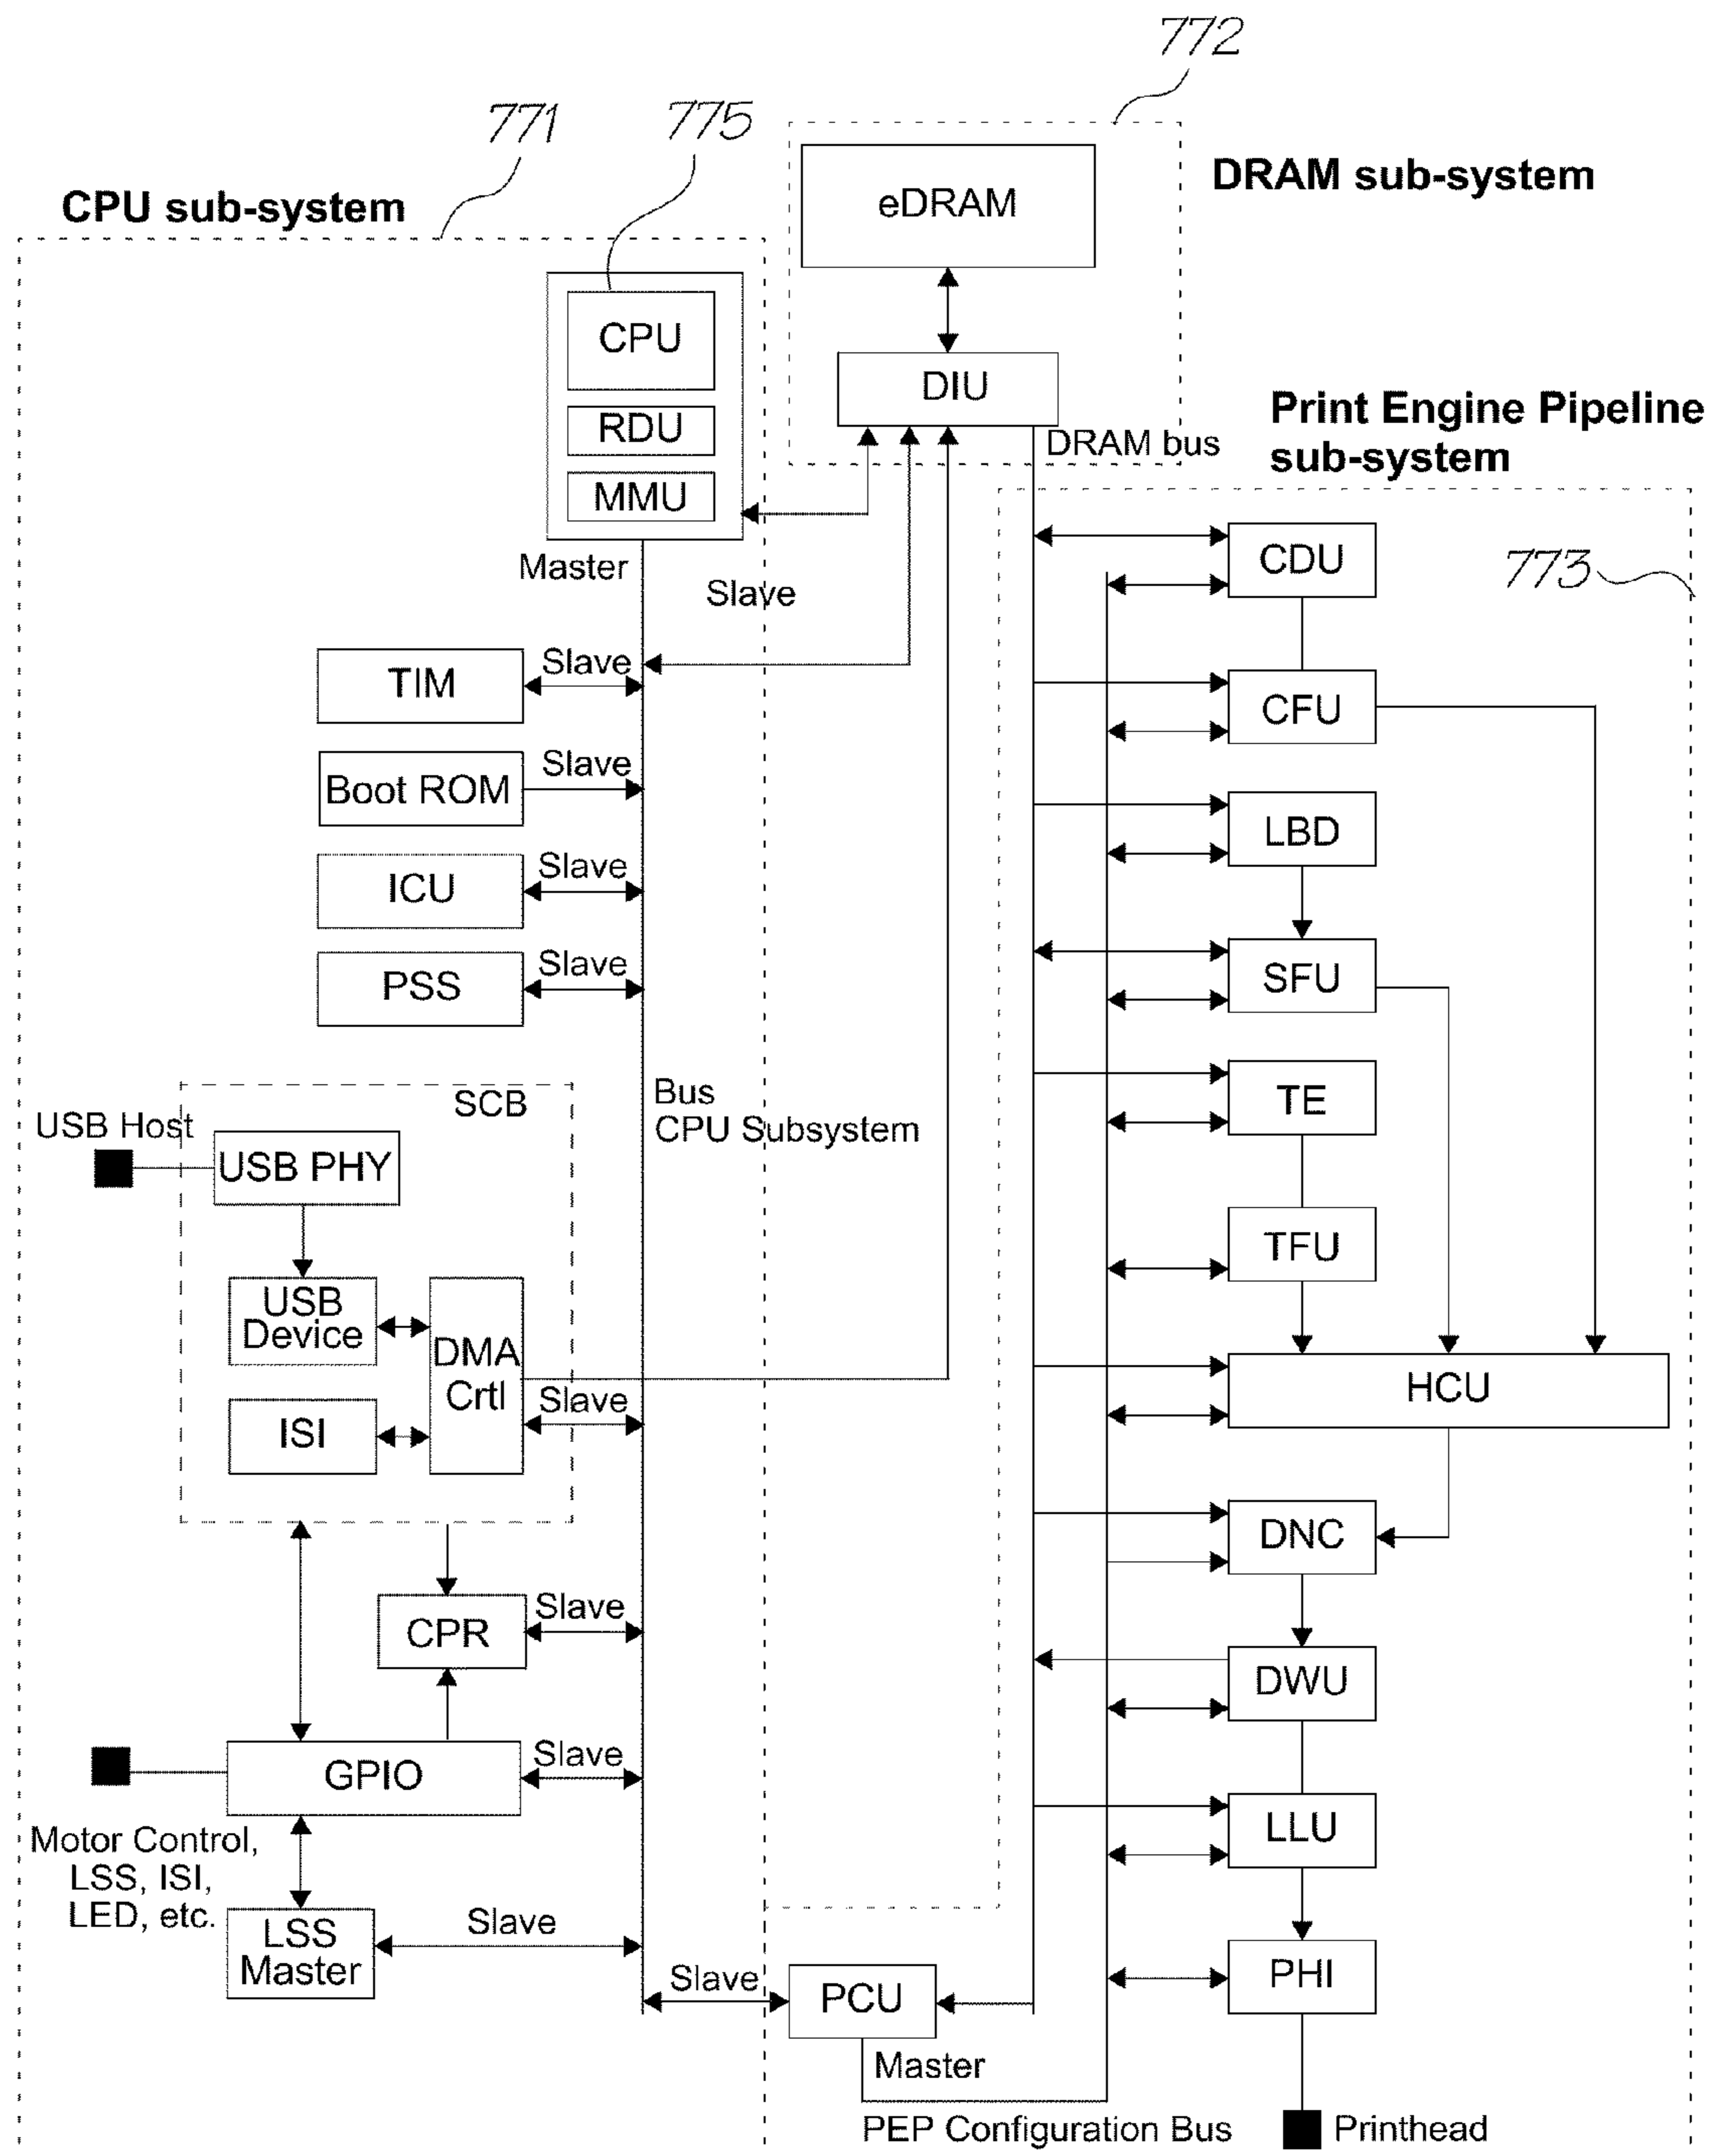 772
771
775
DRAM sub-system
CPU sub-system
eDRAM
CPU
DIU
RDU
MMU
DRAM bus
Print Engine Pipeline
sub-system
773
Master
Slave
CDU
TIM
Slave
CFU
Boot ROM
Slave
LBD
ICU
Slave
PSS
Slave
SFU
SCB
Bus
CPU Subsystem
TE
USB Host
USB PHY
TFU
USB
Device
DMA
Crtl
Slave
ISI
HCU
DNC
CPR
Slave
DWU
GPIO
Slave
Motor Control,
LSS, ISI,
LED, etc.
LLU
LSS
Master
Slave
Slave
PCU
PHI
Master
PEP Configuration Bus
Printhead